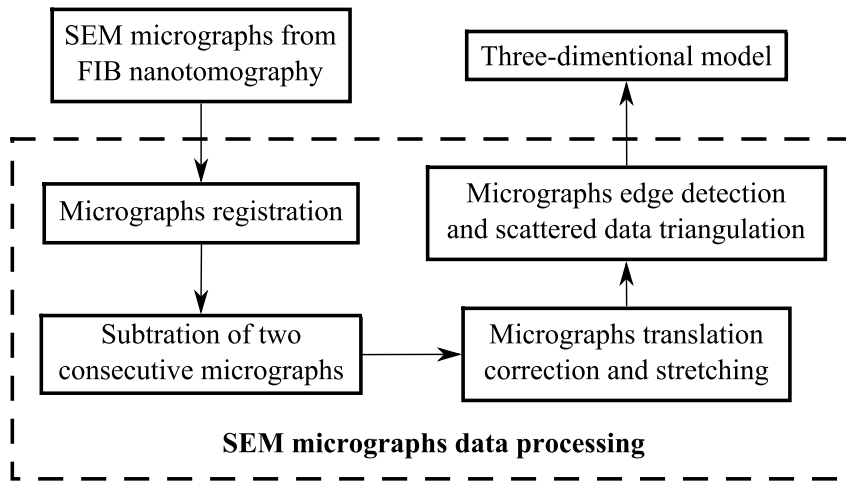 SEM micrographs from
FIB nanotomography
Three-dimentional model
Micrographs registration
Micrographs edge detection
and scattered data triangulation
Subtration of two
consecutive micrographs
Micrographs translation
correction and stretching
SEM micrographs data processing